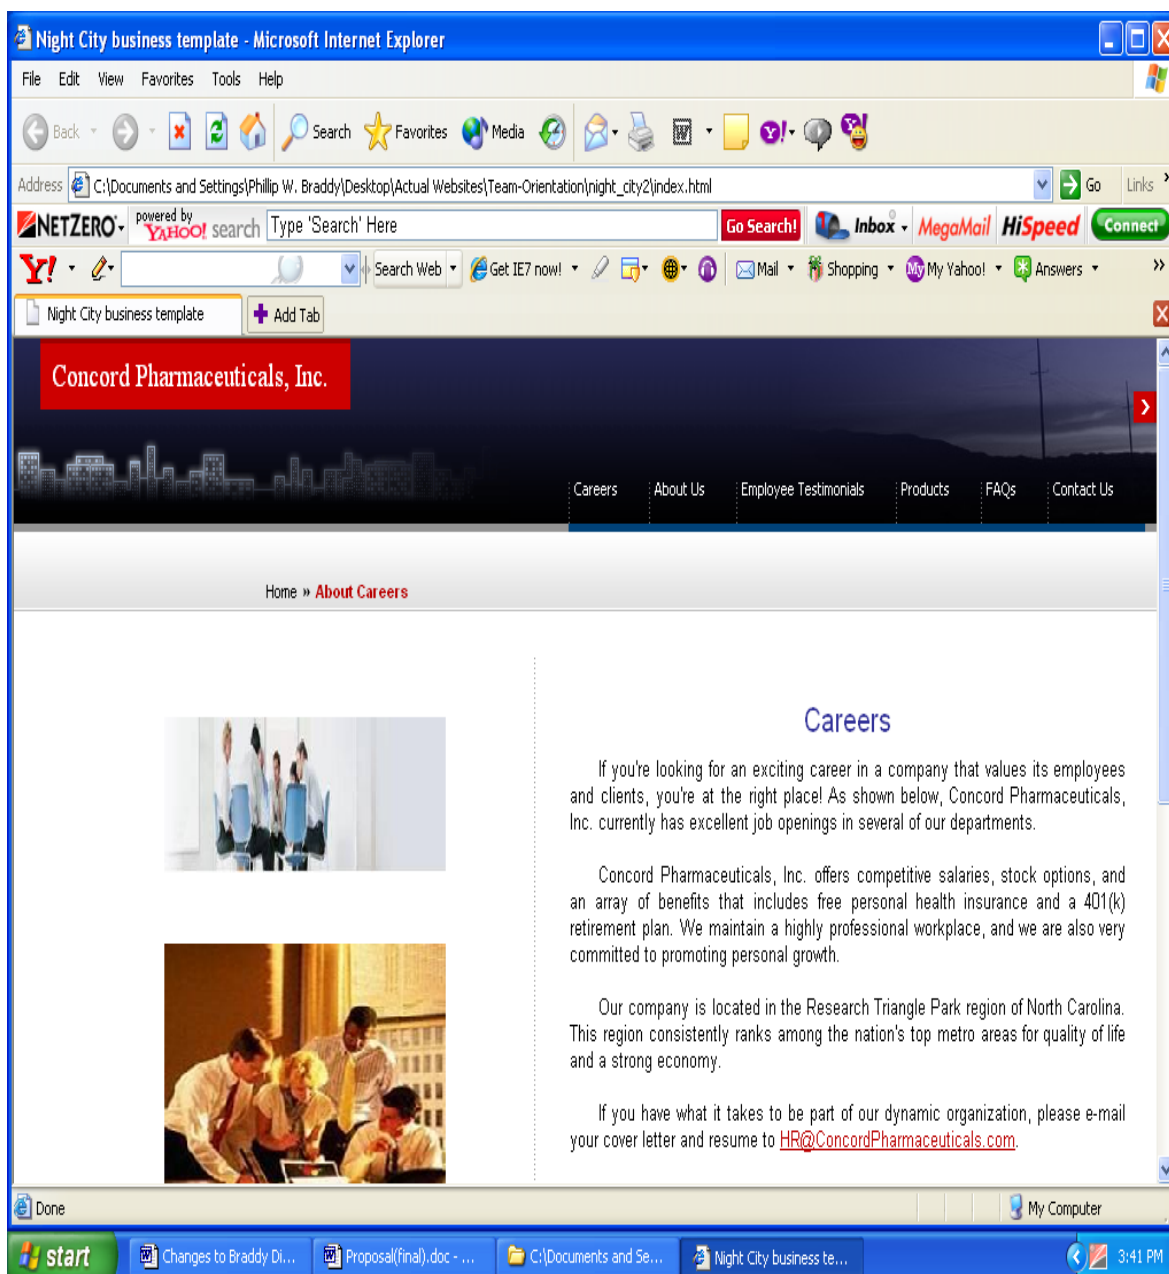 Night City business template - Microsoft Internet Explorer
File Edit View Favorites Tools Help
Back Search Favorites Media
Address C:\Documents and Settings\Phillip W. Braddy\Desktop\Actual Websites\Team-Orientation\night_city2\index.html Go Links
NETZERO powered by YAHOO! search Type 'Search' Here Go Search! Inbox MegaMail HiSpeed Connect
Y! Search Web Get IE7 now! Mail Shopping My Yahoo! Answers
Night City business template Add Tab
Concord Pharmaceuticals, Inc.
Careers About Us Employee Testimonials Products FAQs Contact Us
Home » About Careers
Careers
If you're looking for an exciting career in a company that values its employees
and clients, you're at the right place! As shown below, Concord Pharmaceuticals,
Inc. currently has excellent job openings in several of our departments.
Concord Pharmaceuticals, Inc. offers competitive salaries, stock options, and
an array of benefits that includes free personal health insurance and a 401(k)
retirement plan. We maintain a highly professional workplace, and we are also very
committed to promoting personal growth.
Our company is located in the Research Triangle Park region of North Carolina.
This region consistently ranks among the nation's top metro areas for quality of life
and a strong economy.
If you have what it takes to be part of our dynamic organization, please e-mail
your cover letter and resume to HR@ConcordPharmaceuticals.com.
Done My Computer
start Changes to Braddy Di... Proposal(final).doc - ... C:\Documents and Se... Night City business te... 3:41 PM